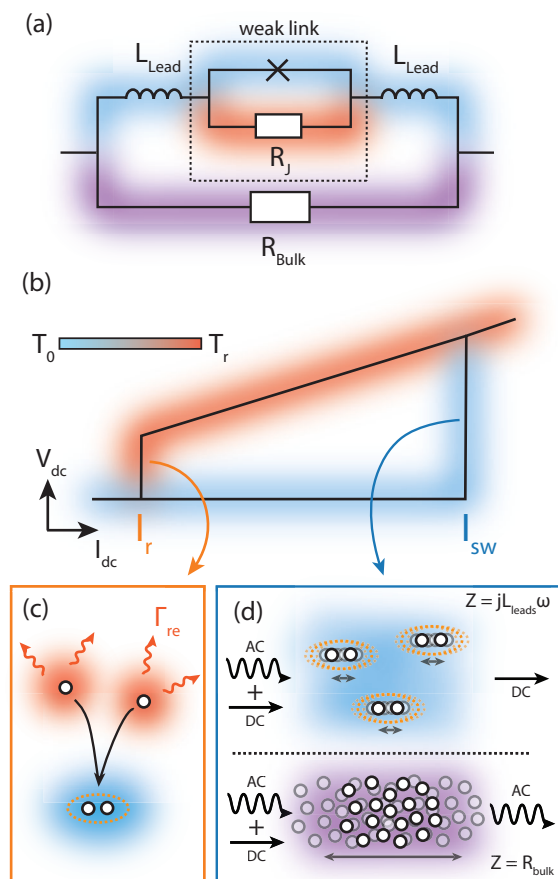 (a)
weak link
L_Lead
L_Lead
R_J
R_Bulk
(b)
T_0
T_r
V_dc
I_dc
I_r
I_sw
(c)
Γ_re
(d)
Z = jL_leadsω
AC
+
DC
DC
AC
+
DC
AC
Z = R_bulk